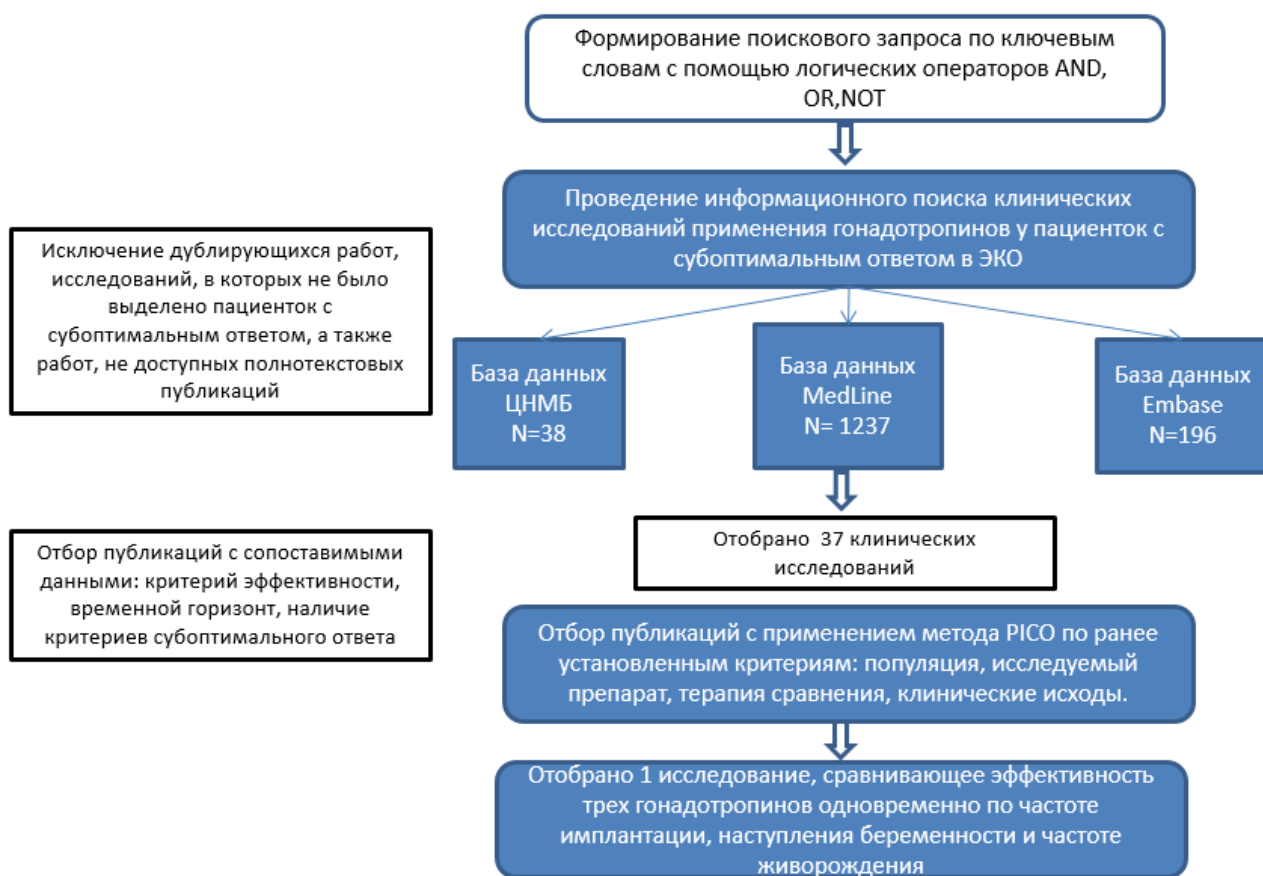 Формирование поискового запроса по ключевым
словам с помощью логических операторов AND,
OR,NOT
Проведение информационного поиска клинических
исследований применения гонадотропинов у пациенток с
субоптимальным ответом в ЭКО
Исключение дублирующихся работ,
исследований, в которых не было
выделено пациенток с
субоптимальным ответом, а также
работ, не доступных полнотекстовых
публикаций
База данных
ЦНМБ
N=38
База данных
MedLine
N= 1237
База данных
Embase
N=196
Отобрано 37 клинических
исследований
Отбор публикаций с сопоставимыми
данными: критерий эффективности,
временной горизонт, наличие
критериев субоптимального ответа
Отбор публикаций с применением метода PICO по ранее
установленным критериям: популяция, исследуемый
препарат, терапия сравнения, клинические исходы.
Отобрано 1 исследование, сравнивающее эффективность
трех гонадотропинов одновременно по частоте
имплантации, наступления беременности и частоте
живорождения